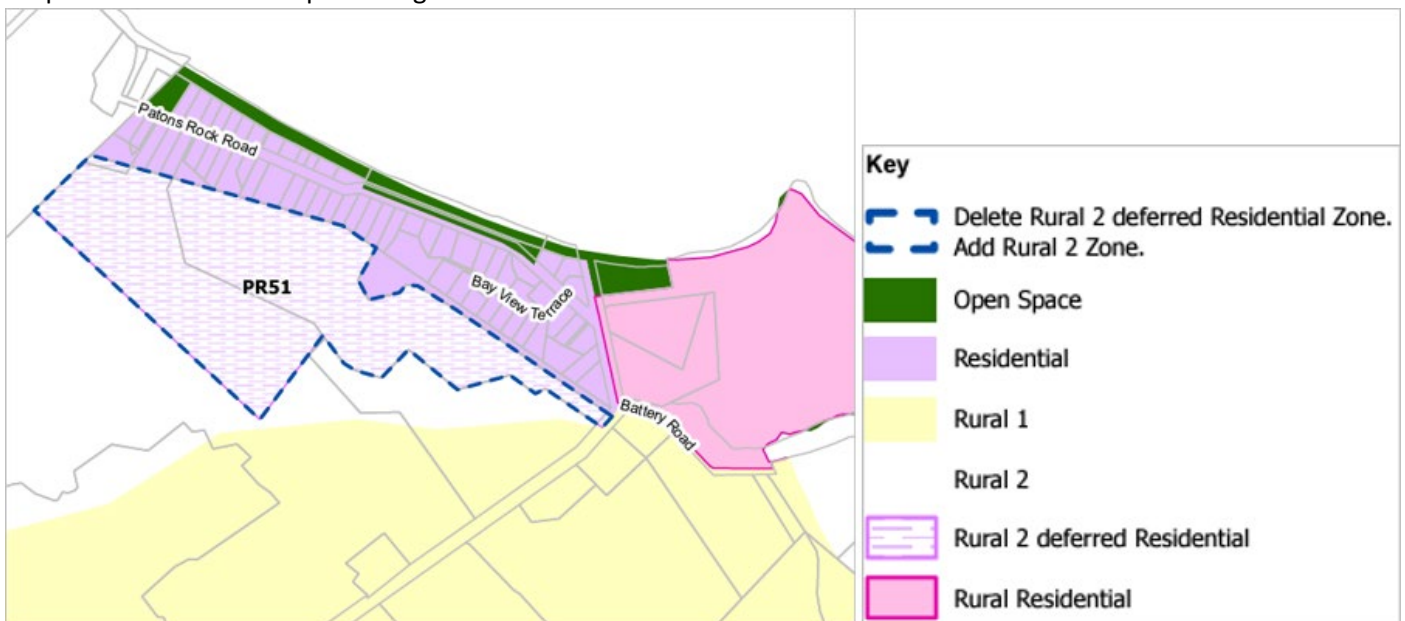 Patons Rock Road
PR51
Bay View Terrace
Battery Road
Key
Delete Rural 2 deferred Residential Zone.
Add Rural 2 Zone.
Open Space
Residential
Rural 1
Rural 2
Rural 2 deferred Residential
Rural Residential